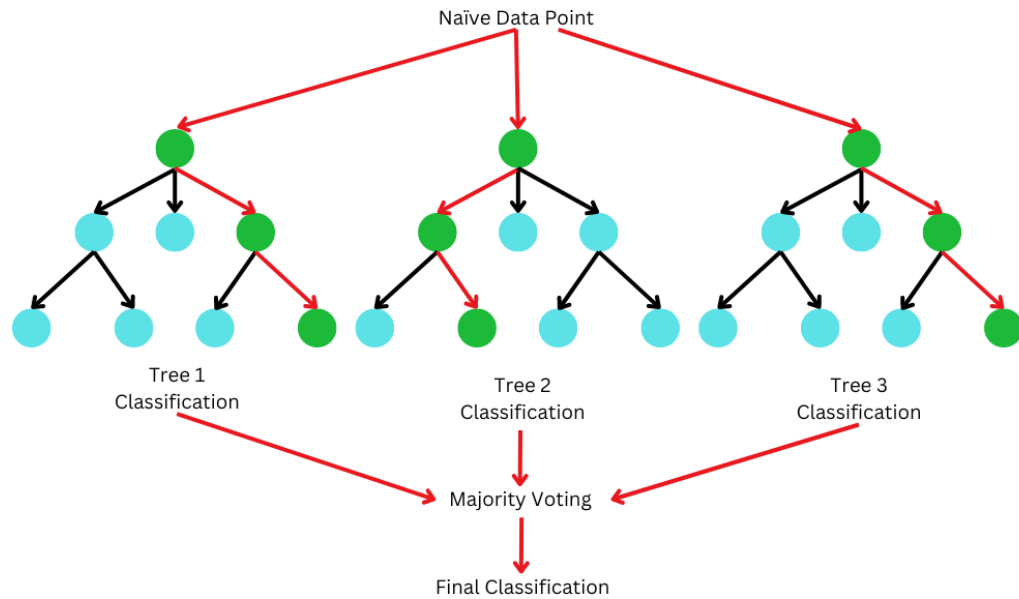 Naïve Data Point
Tree 1
Classification
Tree 2
Classification
Tree 3
Classification
Majority Voting
Final Classification